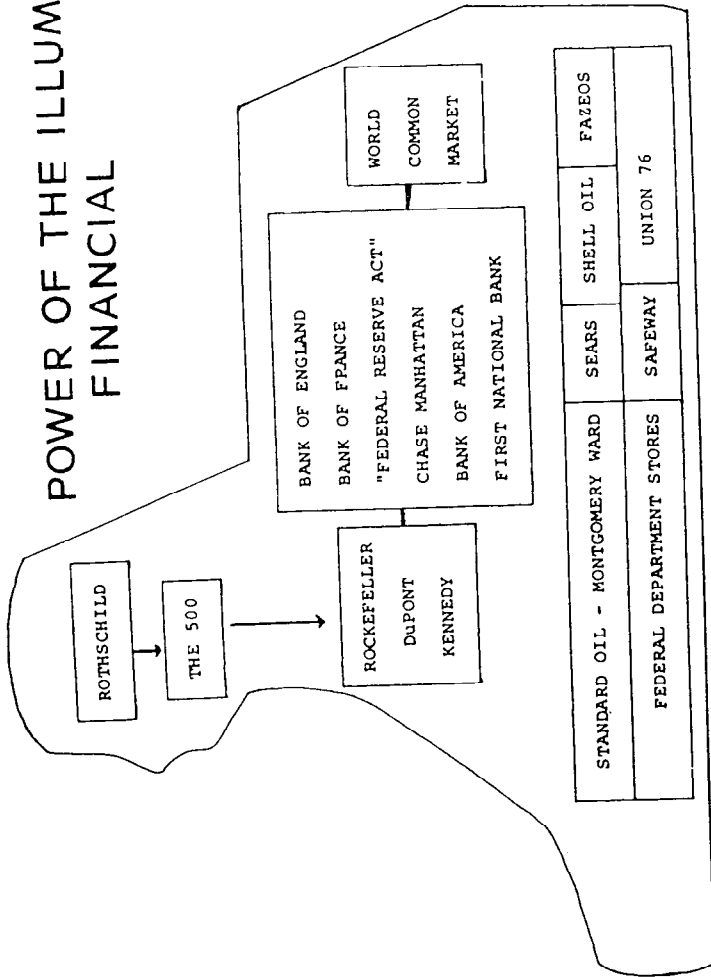 POWER OF THE ILLUM
FINANCIAL
ROTHSCHILD
THE 500
ROCKEFELLER
DuPONT
KENNEDY
BANK OF ENGLAND
BANK OF FPANCE
"FEDERAL RESERVE ACT"
CHASE MANHATTAN
BANK OF AMERICA
FIRST NATIONAL BANK
WORLD
COMMON
MARKET
STANDARD OIL - MONTGOMERY WARD
SEARS
SHELL OIL
FAZEOS
FEDERAL DEPARTMENT STORES
SAFEWAY
UNION 76